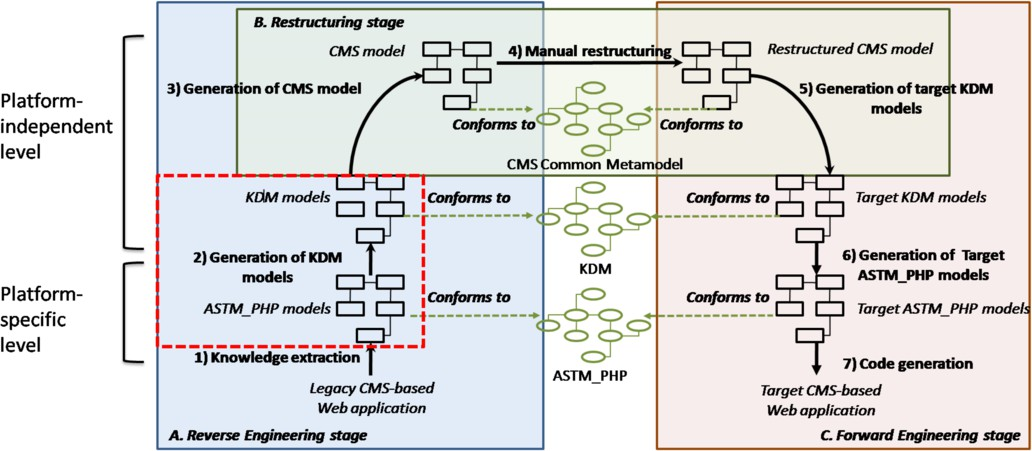 B. Restructuring stage
CMS model
4) Manual restructuring
Restructured CMS model
3) Generation of CMS model
5) Generation of target KDM
models
Platform-
independent
level
Conforms to
Conforms to
CMS Common Metamodel
KDM models
Conforms to
Conforms to
Target KDM models
2) Generation of KDM
models
KDM
6) Generation of Target
ASTM_PHP models
Platform-
specific
level
ASTM_PHP models
Conforms to
Conforms to
Target ASTM_PHP models
1) Knowledge extraction
ASTM_PHP
7) Code generation
Legacy CMS-based
Web application
Target CMS-based
Web application
A. Reverse Engineering stage
C. Forward Engineering stage